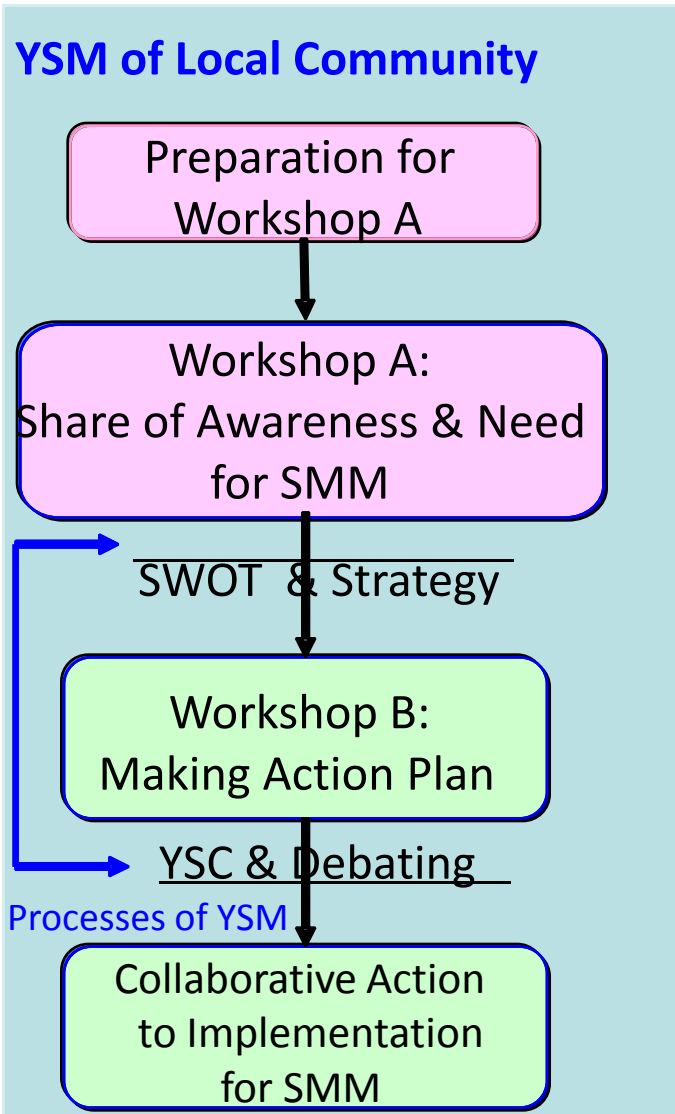 YSM of Local Community
Preparation for
Workshop A
Workshop A:
Share of Awareness & Need
for SMM
SWOT & Strategy
Workshop B:
Making Action Plan
YSC & Debating
Processes of YSM
Collaborative Action
to Implementation
for SMM